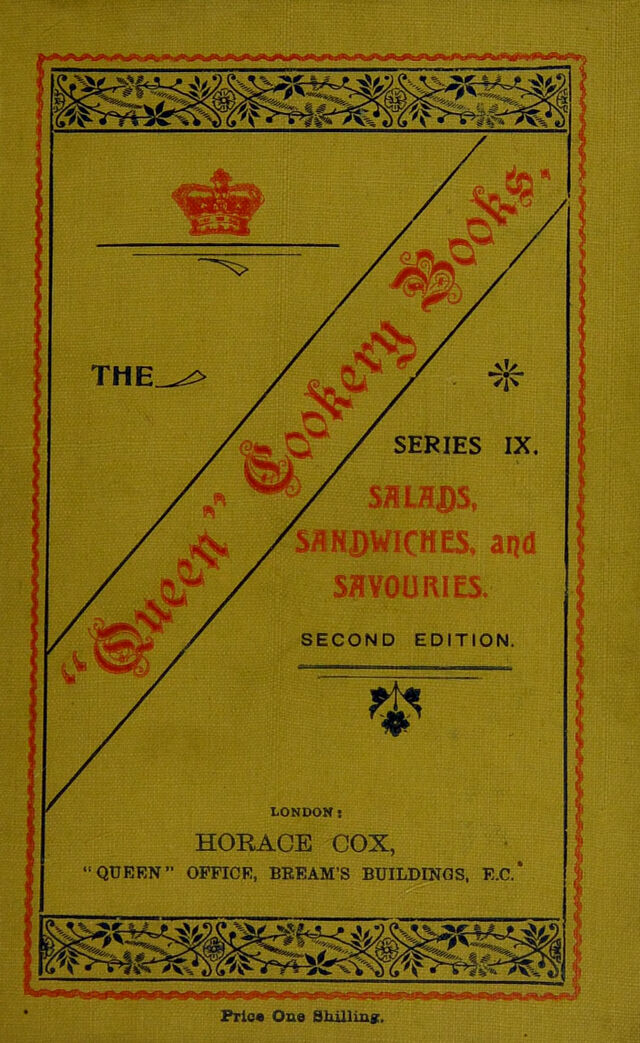 THE
"Queen" Cookery Books.
SERIES IX.
SALADS,
SANDWICHES, and
SAVOURIES.
SECOND EDITION.
LONDON:
HORACE COX,
"QUEEN" OFFICE, BREAM'S BUILDINGS, E.C.
Price One Shilling.